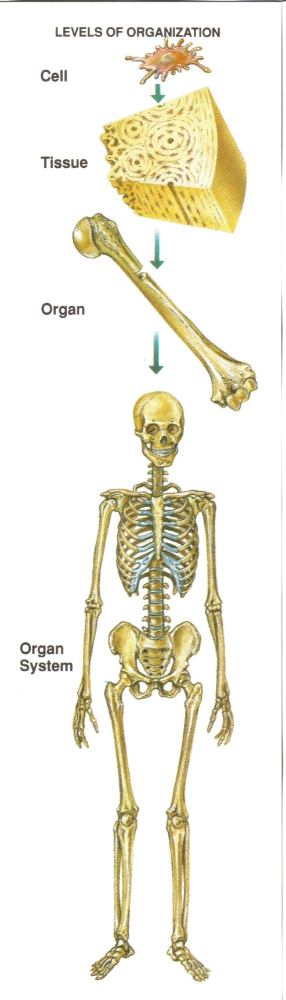 LEVELS OF ORGANIZATION
Cell
Tissue
Organ
Organ
System